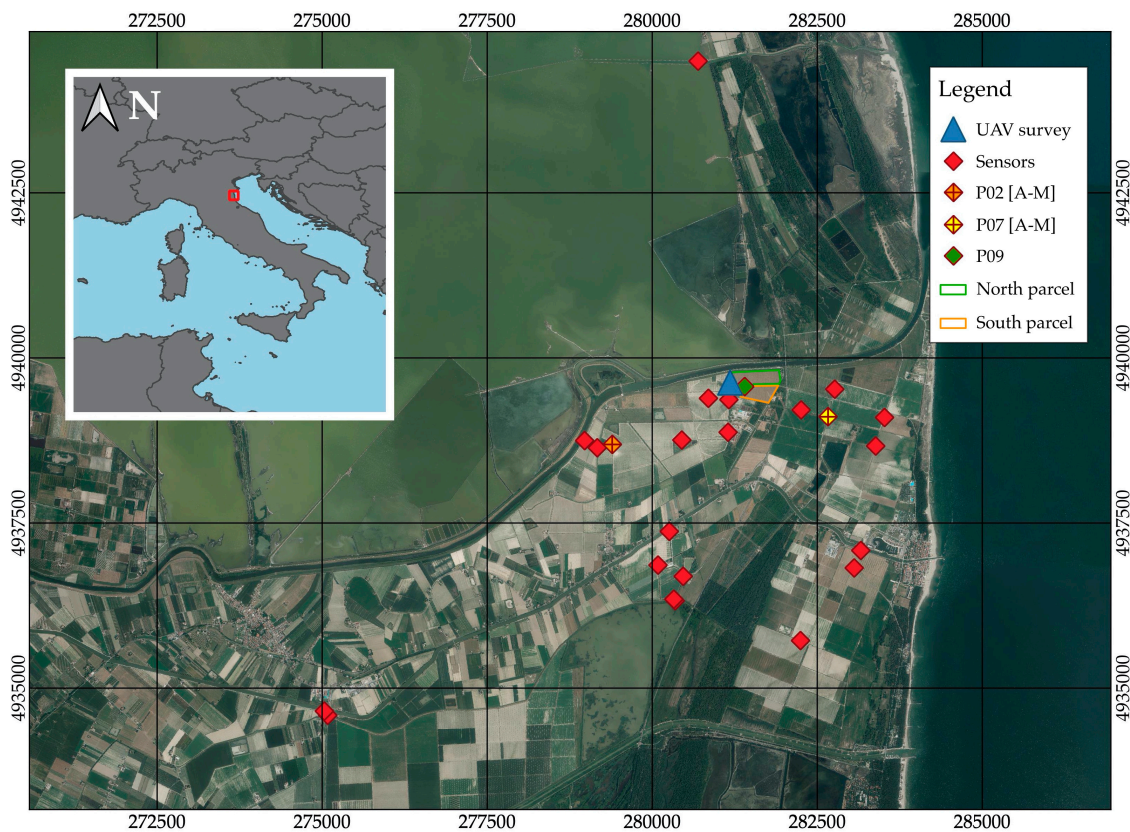 272500 275000 277500 280000 282500 285000
N
Legend
UAV survey
Sensors
P02 [A-M]
P07 [A-M]
P09
North parcel
South parcel
4942500 4942500
4940000 4940000
4937500 4937500
4935000 4935000
272500 275000 277500 280000 282500 285000